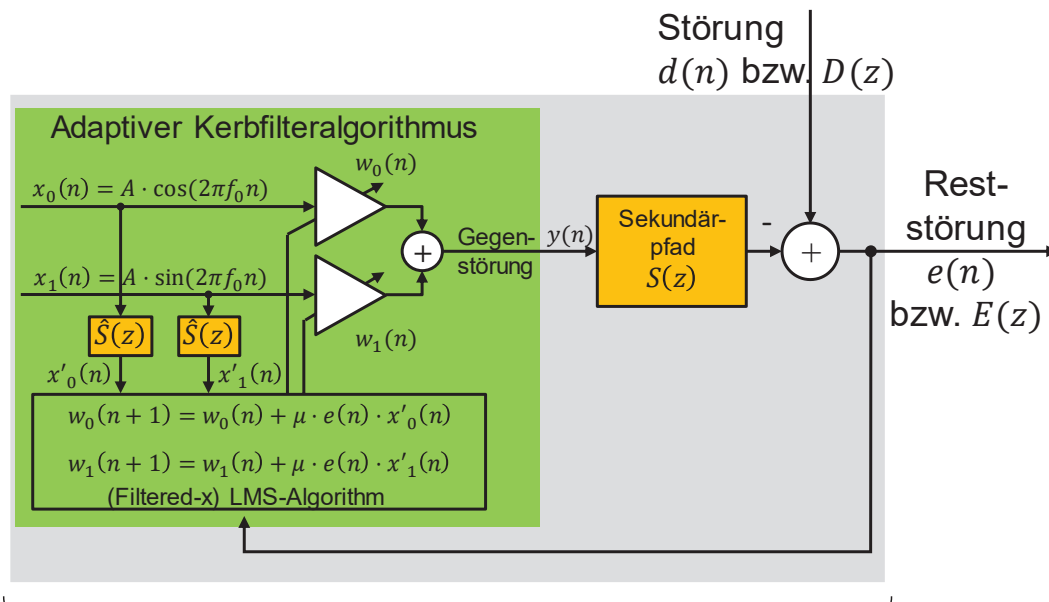 Störung
d(n) bzw. D(z)
Adaptiver Kerbfilteralgorithmus
w₀(n)
x₀(n) = A · cos(2πf₀n)
+
Gegen-
störung
y(n)
Sekundär-
pfad
S(z)
-
+
Rest-
störung
e(n)
bzw. E(z)
x₁(n) = A · sin(2πf₀n)
w₁(n)
Ŝ(z)
Ŝ(z)
x'₀(n)
x'₁(n)
w₀(n + 1) = w₀(n) + μ · e(n) · x'₀(n)
w₁(n + 1) = w₁(n) + μ · e(n) · x'₁(n)
(Filtered-x) LMS-Algorithm